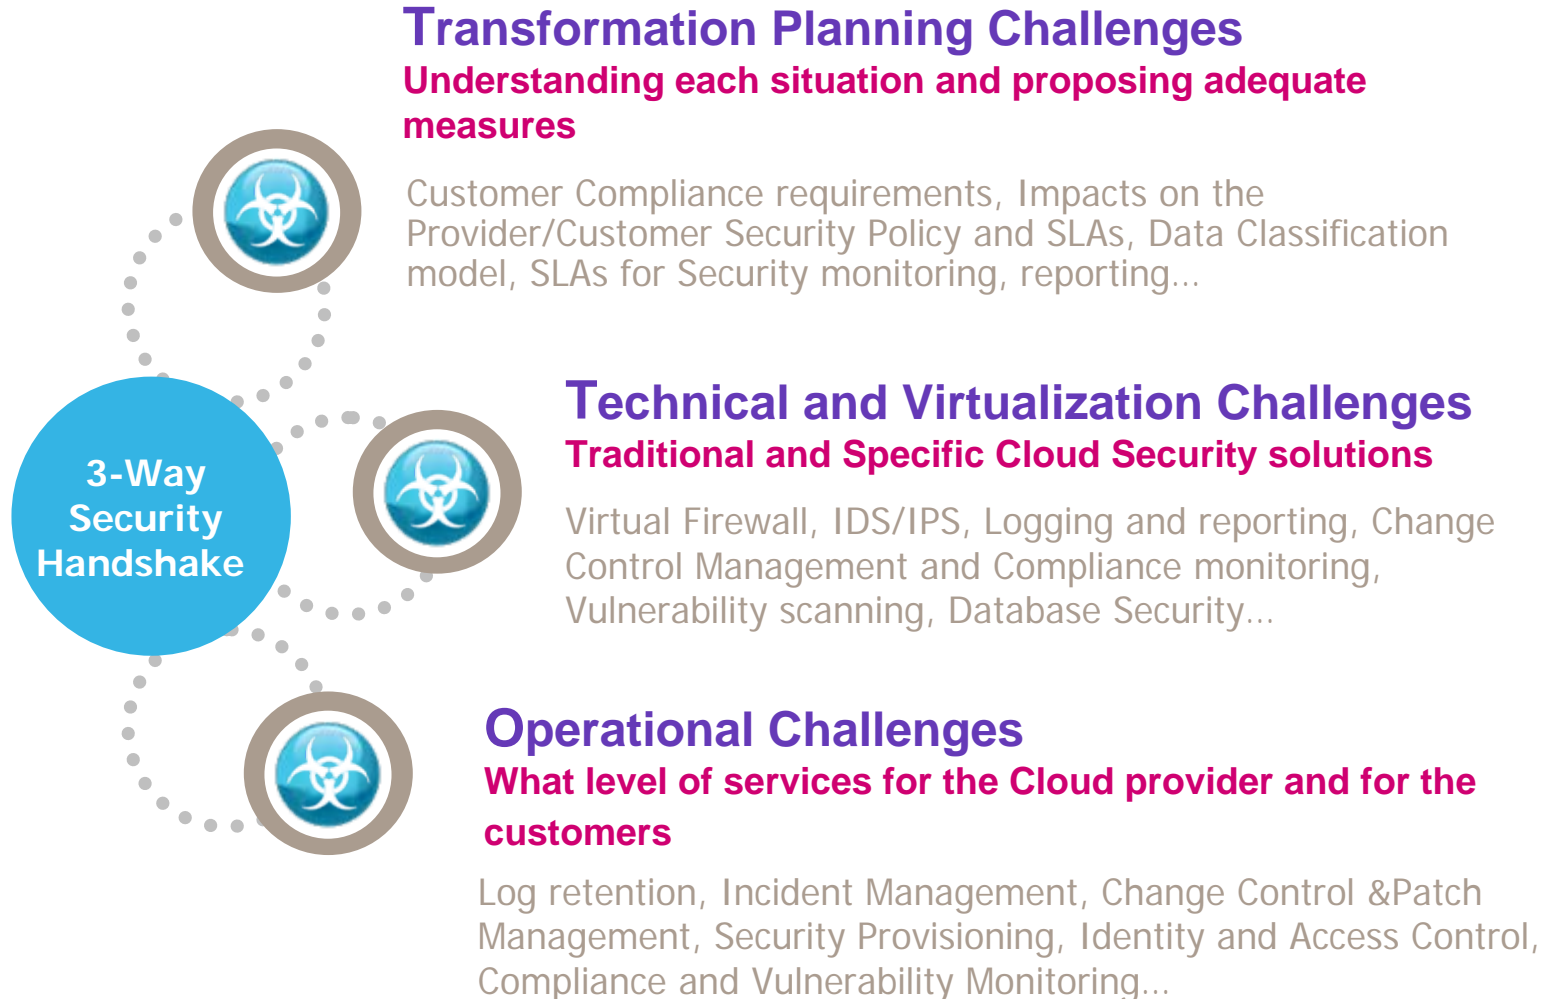 Transformation Planning Challenges
Understanding each situation and proposing adequate
measures
Customer Compliance requirements, Impacts on the
Provider/Customer Security Policy and SLAs, Data Classification
model, SLAs for Security monitoring, reporting...
3-Way
Security
Handshake
Technical and Virtualization Challenges
Traditional and Specific Cloud Security solutions
Virtual Firewall, IDS/IPS, Logging and reporting, Change
Control Management and Compliance monitoring,
Vulnerability scanning, Database Security...
Operational Challenges
What level of services for the Cloud provider and for the
customers
Log retention, Incident Management, Change Control &Patch
Management, Security Provisioning, Identity and Access Control,
Compliance and Vulnerability Monitoring...